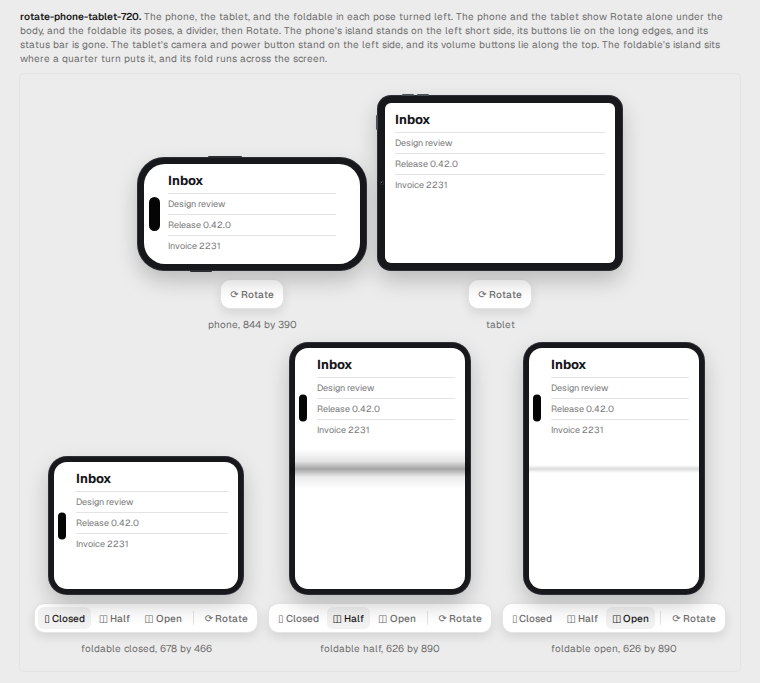 rotate-phone-tablet-720. The phone, the tablet, and the foldable in each pose turned left. The phone and the tablet show Rotate alone under the
body, and the foldable its poses, a divider, then Rotate. The phone's island stands on the left short side, its buttons lie on the long edges, and its
status bar is gone. The tablet's camera and power button stand on the left side, and its volume buttons lie along the top. The foldable's island sits
where a quarter turn puts it, and its fold runs across the screen.
Inbox
Design review
Release 0.42.0
Invoice 2231
Rotate
phone, 844 by 390
Inbox
Design review
Release 0.42.0
Invoice 2231
Rotate
tablet
Inbox
Design review
Release 0.42.0
Invoice 2231
Closed Half Open Rotate
foldable closed, 678 by 466
Inbox
Design review
Release 0.42.0
Invoice 2231
Closed Half Open Rotate
foldable half, 626 by 890
Inbox
Design review
Release 0.42.0
Invoice 2231
Closed Half Open Rotate
foldable open, 626 by 890